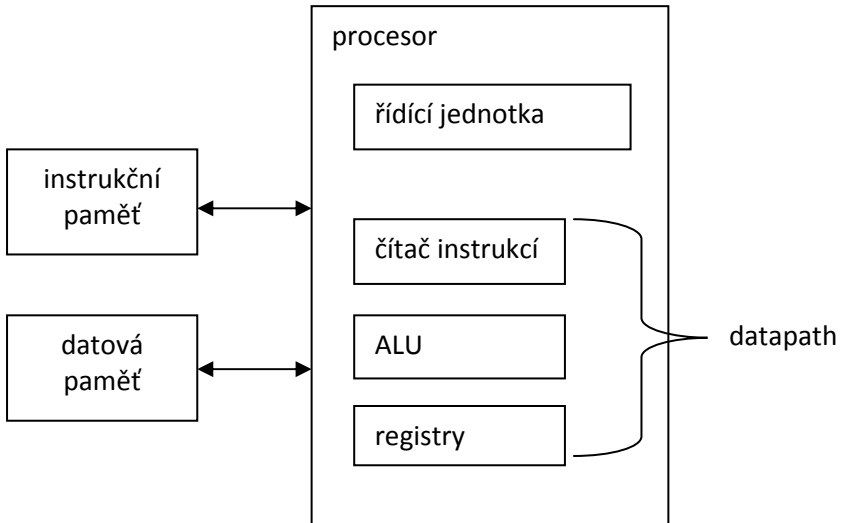 procesor
řídící jednotka
instrukční
paměť
čítač instrukcí
datová
paměť
ALU
datapath
registry